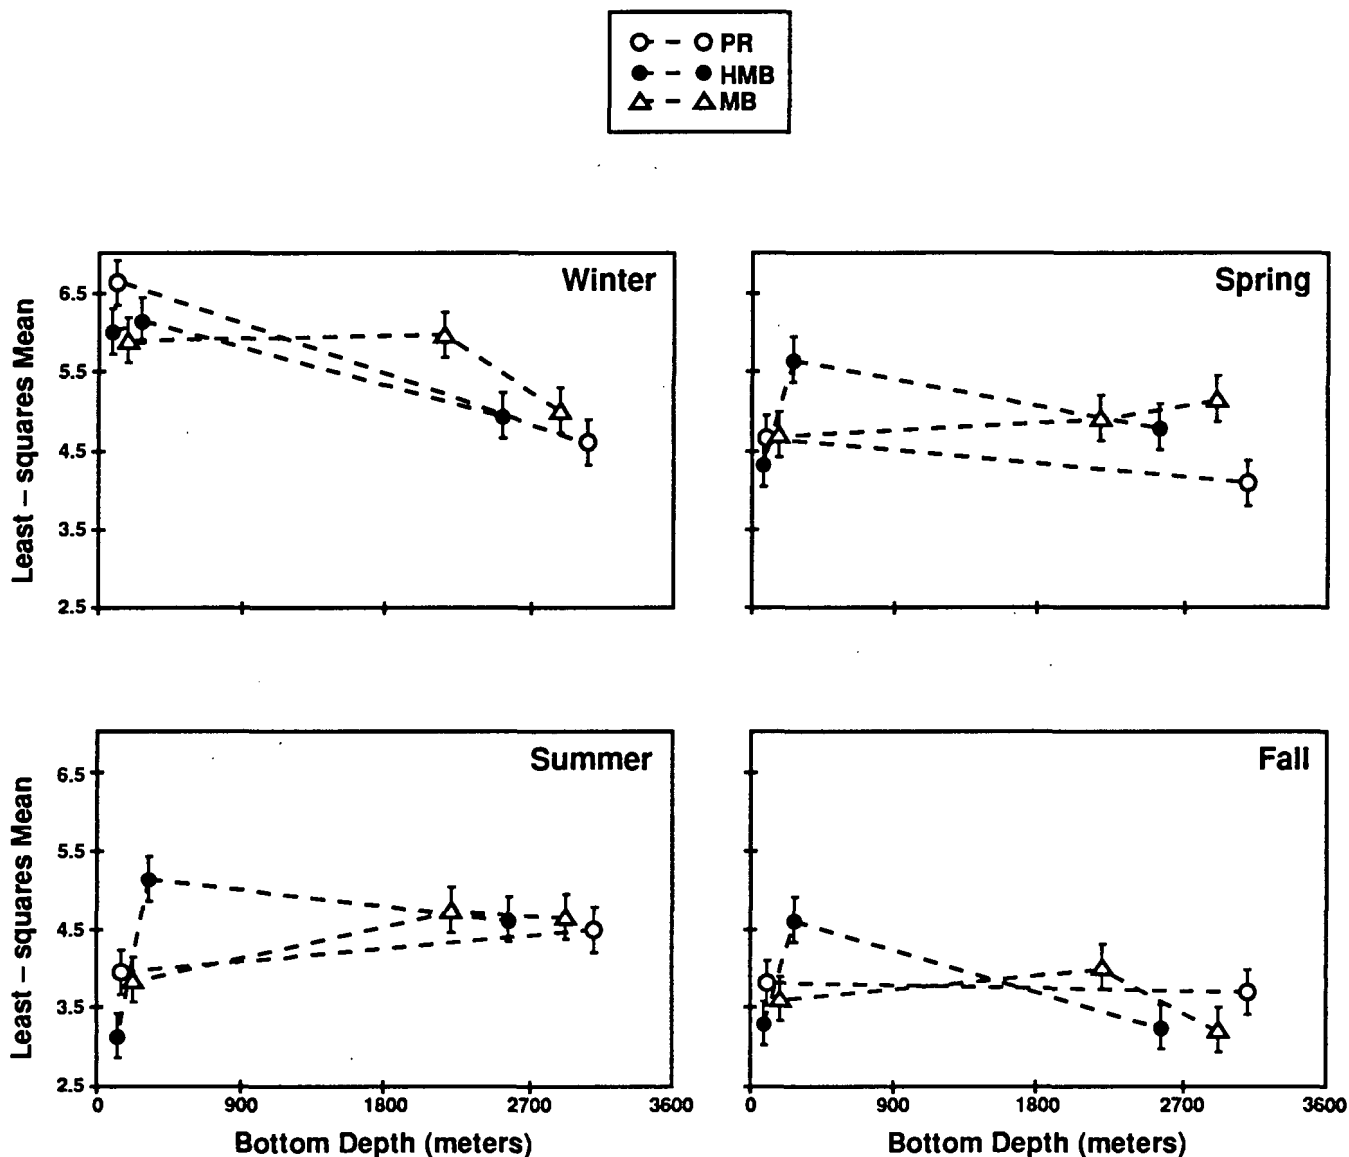 PR
HMB
MB
Winter
Least – squares Mean
6.5
5.5
4.5
3.5
2.5
Spring
Summer
Least – squares Mean
6.5
5.5
4.5
3.5
2.5
0 900 1800 2700 3600
Bottom Depth (meters)
Fall
0 900 1800 2700 3600
Bottom Depth (meters)